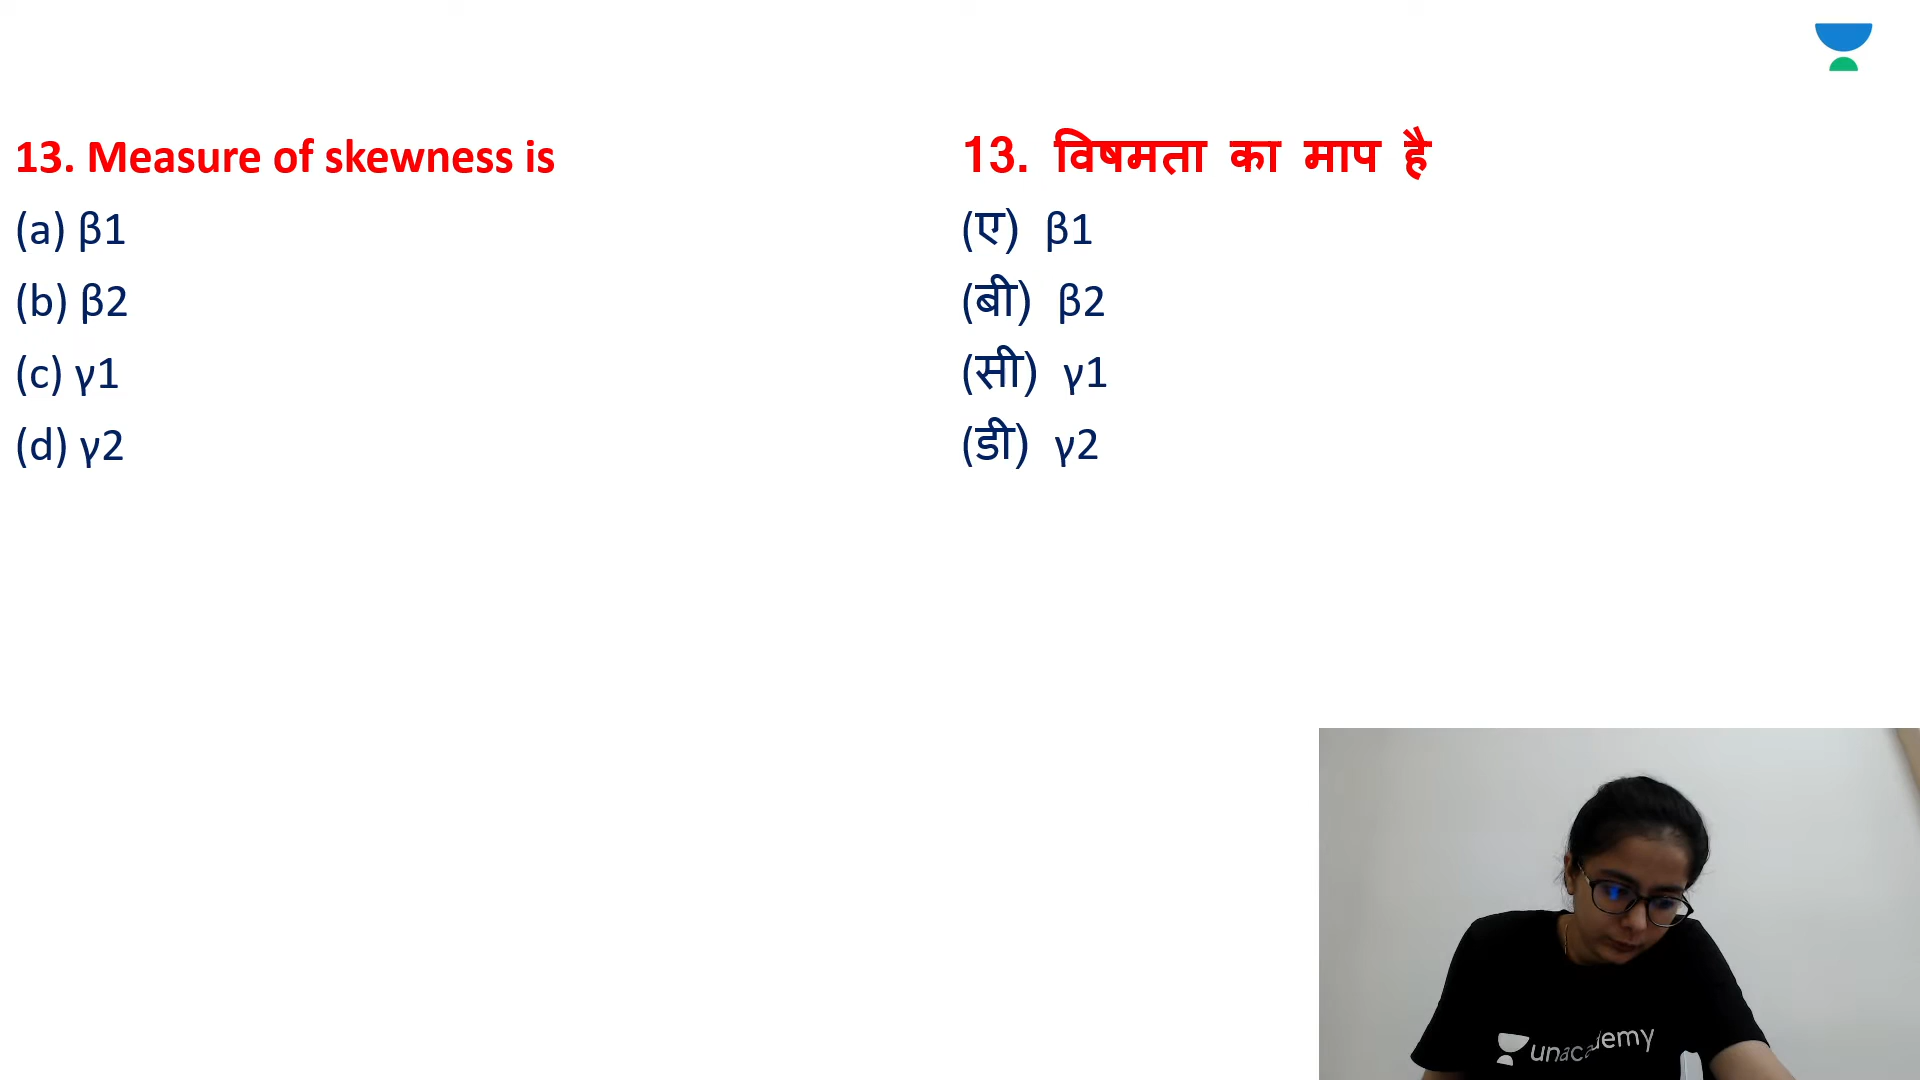 13. Measure of skewness is
(a) β1
(b) β2
(c) γ1
(d) γ2
13. विषमता का माप है
(ए) β1
(बी) β2
(सी) γ1
(डी) γ2
unacademy